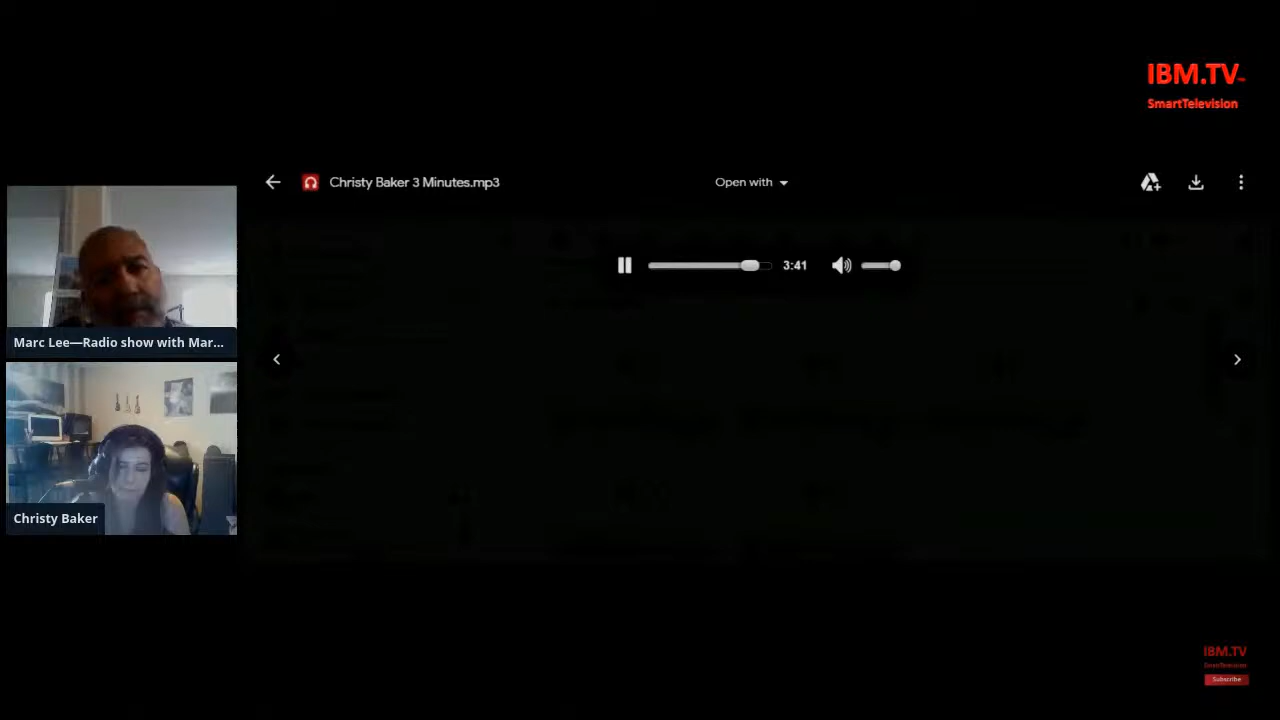 IBM.TV
SmartTelevision
Christy Baker 3 Minutes.mp3
Open with
3:41
Marc Lee—Radio show with Mar...
Christy Baker
IBM.TV
SmartTelevision
Subscribe